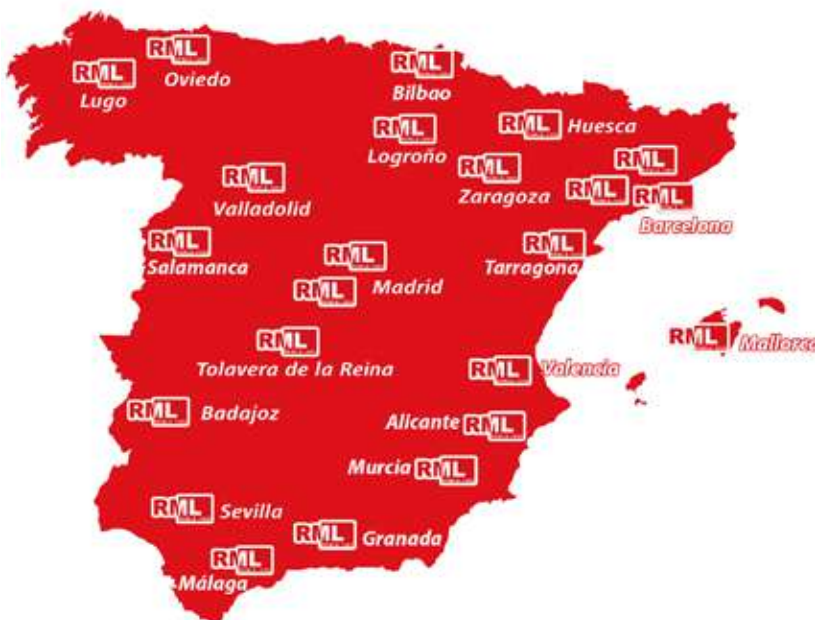 RML
Oviedo
RML
Lugo
RML
Bilbao
RML
Huesca
RML
Logroño
RML
Zaragoza
RML
RML
RML
Barcelona
RML
Valladolid
RML
Salamanca
RML
Tarragona
RML
Madrid
RML
RML
Mallorca
RML
Tolavera de la Reina
RML
Valencia
RML
Badajoz
Alicante
RML
Murcia
RML
RML
Sevilla
RML
Granada
RML
Málaga